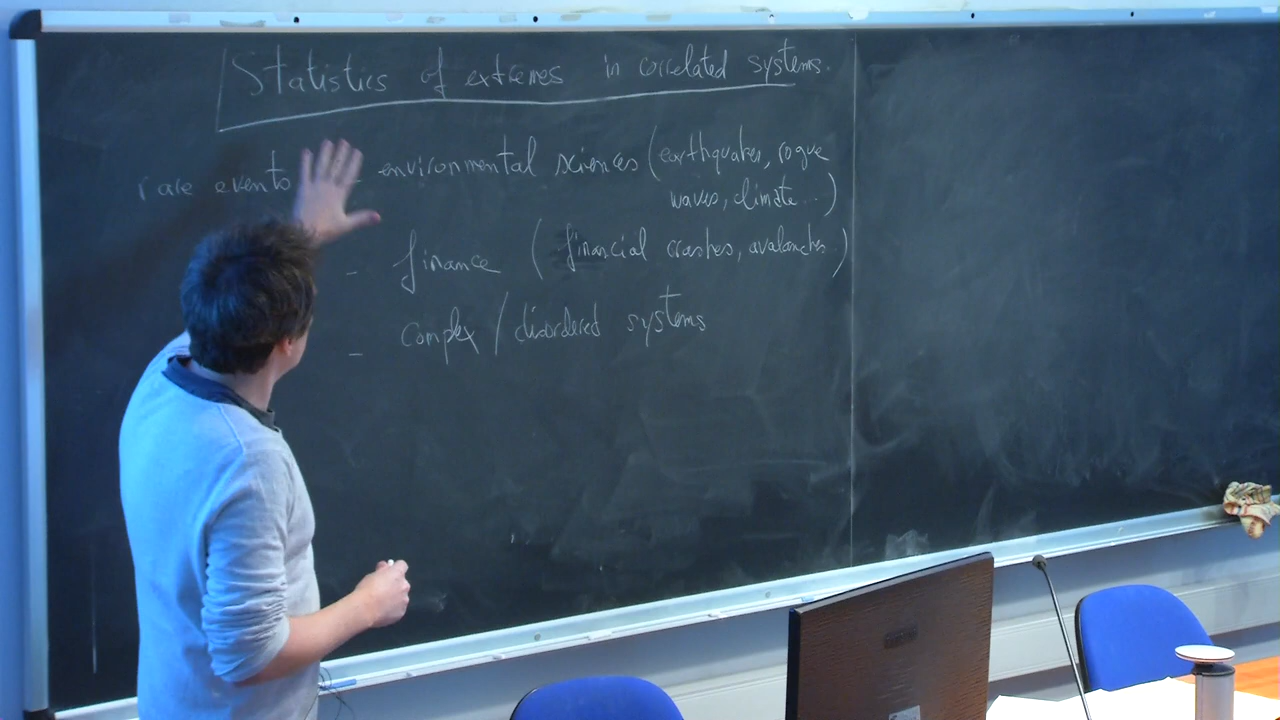 Statistics of extremes in correlated systems.
rare events - environmental sciences (earthquakes, rogue
waves, climate...)
- finance ( financial crashes, avalanches )
- complex / disordered systems